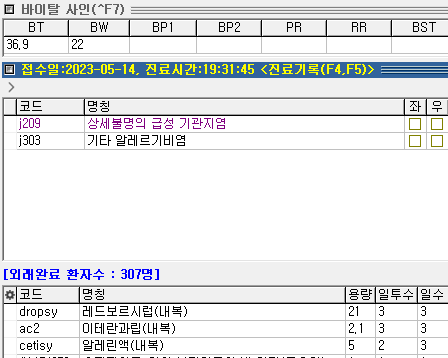 바이탈 사인(^F7)
BT BW BP1 BP2 PR RR BST
36.9 22
접수일:2023-05-14, 진료시간:19:31:45 <진료기록(F4,F5)>
코드 명칭 좌 우
j209 상세불명의 급성 기관지염
j303 기타 알레르기비염
[외래완료 환자수 : 307명]
코드 명칭 용량 일투수 일수
dropsy 레드보르시럽(내복) 21 3 3
ac2 이테란과립(내복) 2.1 3 3
cetisy 알레린액(내복) 5 2 3